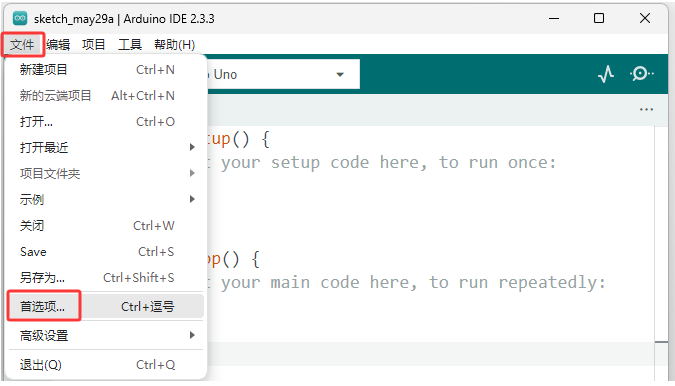 sketch_may29a | Arduino IDE 2.3.3
文件 编辑 项目 工具 帮助(H)
新建项目 Ctrl+N
o Uno
新的云端项目 Alt+Ctrl+N
打开... Ctrl+O
tup() {
打开最近
t your setup code here, to run once:
项目文件夹
示例
关闭 Ctrl+W
Save Ctrl+S
op() {
另存为... Ctrl+Shift+S
t your main code here, to run repeatedly:
首选项... Ctrl+逗号
高级设置
退出(Q) Ctrl+Q